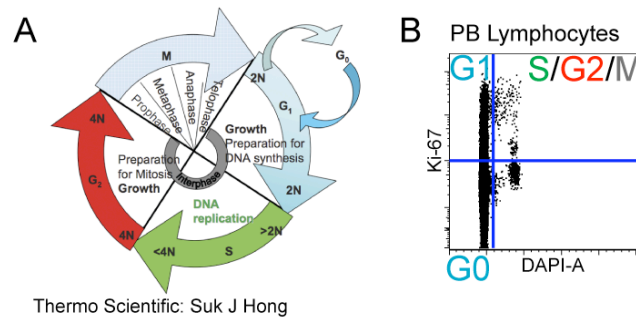 A
M
2N
G0
Prophase
Metaphase
Anaphase
Telophase
G1
4N
Growth
Preparation for
DNA synthesis
Preparation
for Mitosis
Growth
G2
interphase
2N
DNA
replication
>2N
4N
<4N
S
Thermo Scientific: Suk J Hong
B
PB Lymphocytes
G1
S/G2/M
Ki-67
G0
DAPI-A